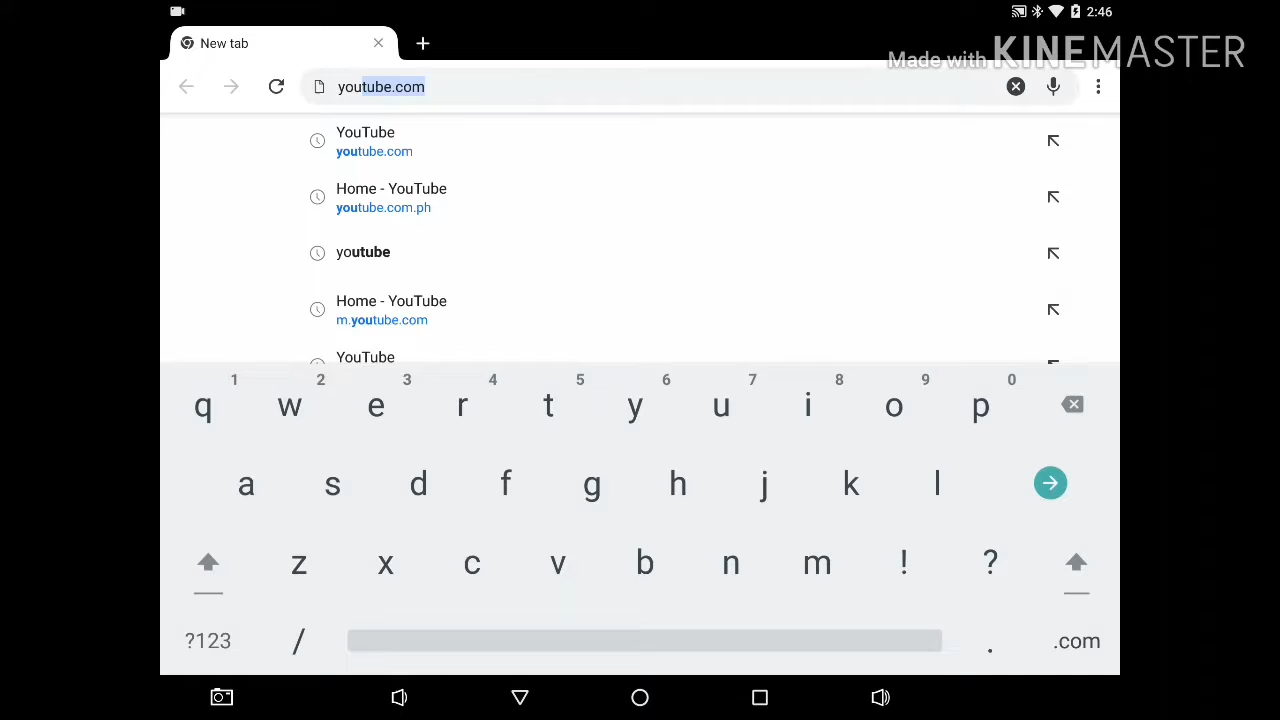 2:46
New tab
Made with KINEMASTER
youtube.com
YouTube
youtube.com
Home - YouTube
youtube.com.ph
youtube
Home - YouTube
m.youtube.com
YouTube
1 2 3 4 5 6 7 8 9 0
q w e r t y u i o p
a s d f g h j k l
z x c v b n m ! ?
?123 / . .com